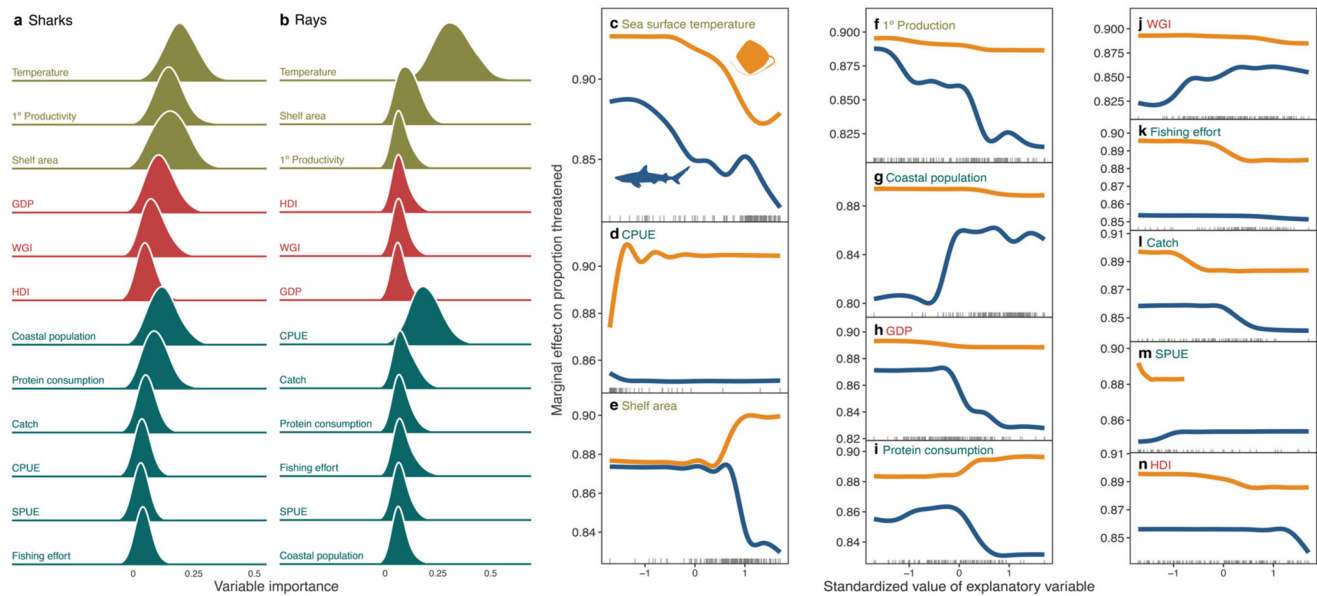 a Sharks
Temperature
1º Productivity
Shelf area
GDP
WGI
HDI
Coastal population
Protein consumption
Catch
CPUE
SPUE
Fishing effort
0 0.25 0.5
Variable importance
b Rays
Temperature
Shelf area
1º Productivity
HDI
WGI
GDP
CPUE
Catch
Protein consumption
Fishing effort
SPUE
Coastal population
0 0.25 0.5
Marginal effect on proportion threatened
c Sea surface temperature
0.90
0.85
d CPUE
0.90
0.88
0.86
e Shelf area
0.90
0.88
0.86
0.84
−1 0 1
f 1º Production
0.900
0.875
0.850
0.825
g Coastal population
0.88
0.84
0.80
h GDP
0.90
0.88
0.86
0.84
0.82
i Protein consumption
0.90
0.88
0.86
0.84
−1 0 1
Standardized value of explanatory variable
j WGI
0.900
0.875
0.850
0.825
k Fishing effort
0.90
0.89
0.88
0.86
0.85
l Catch
0.91
0.89
0.87
0.85
m SPUE
0.90
0.88
0.86
n HDI
0.91
0.89
0.87
0.85
−1 0 1